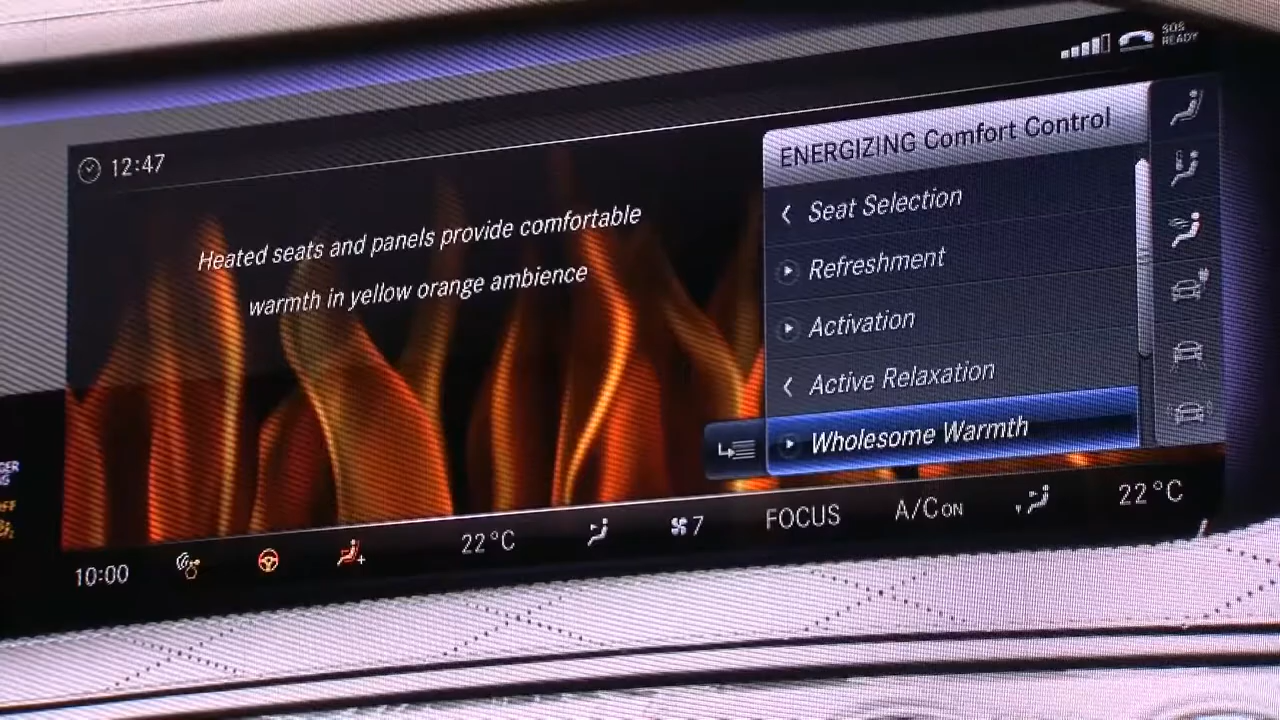 SOS
READY
12:47
ENERGIZING Comfort Control
Heated seats and panels provide comfortable
warmth in yellow orange ambience
Seat Selection
Refreshment
Activation
Active Relaxation
Wholesome Warmth
10:00
22°C
7
FOCUS
A/C ON
22°C